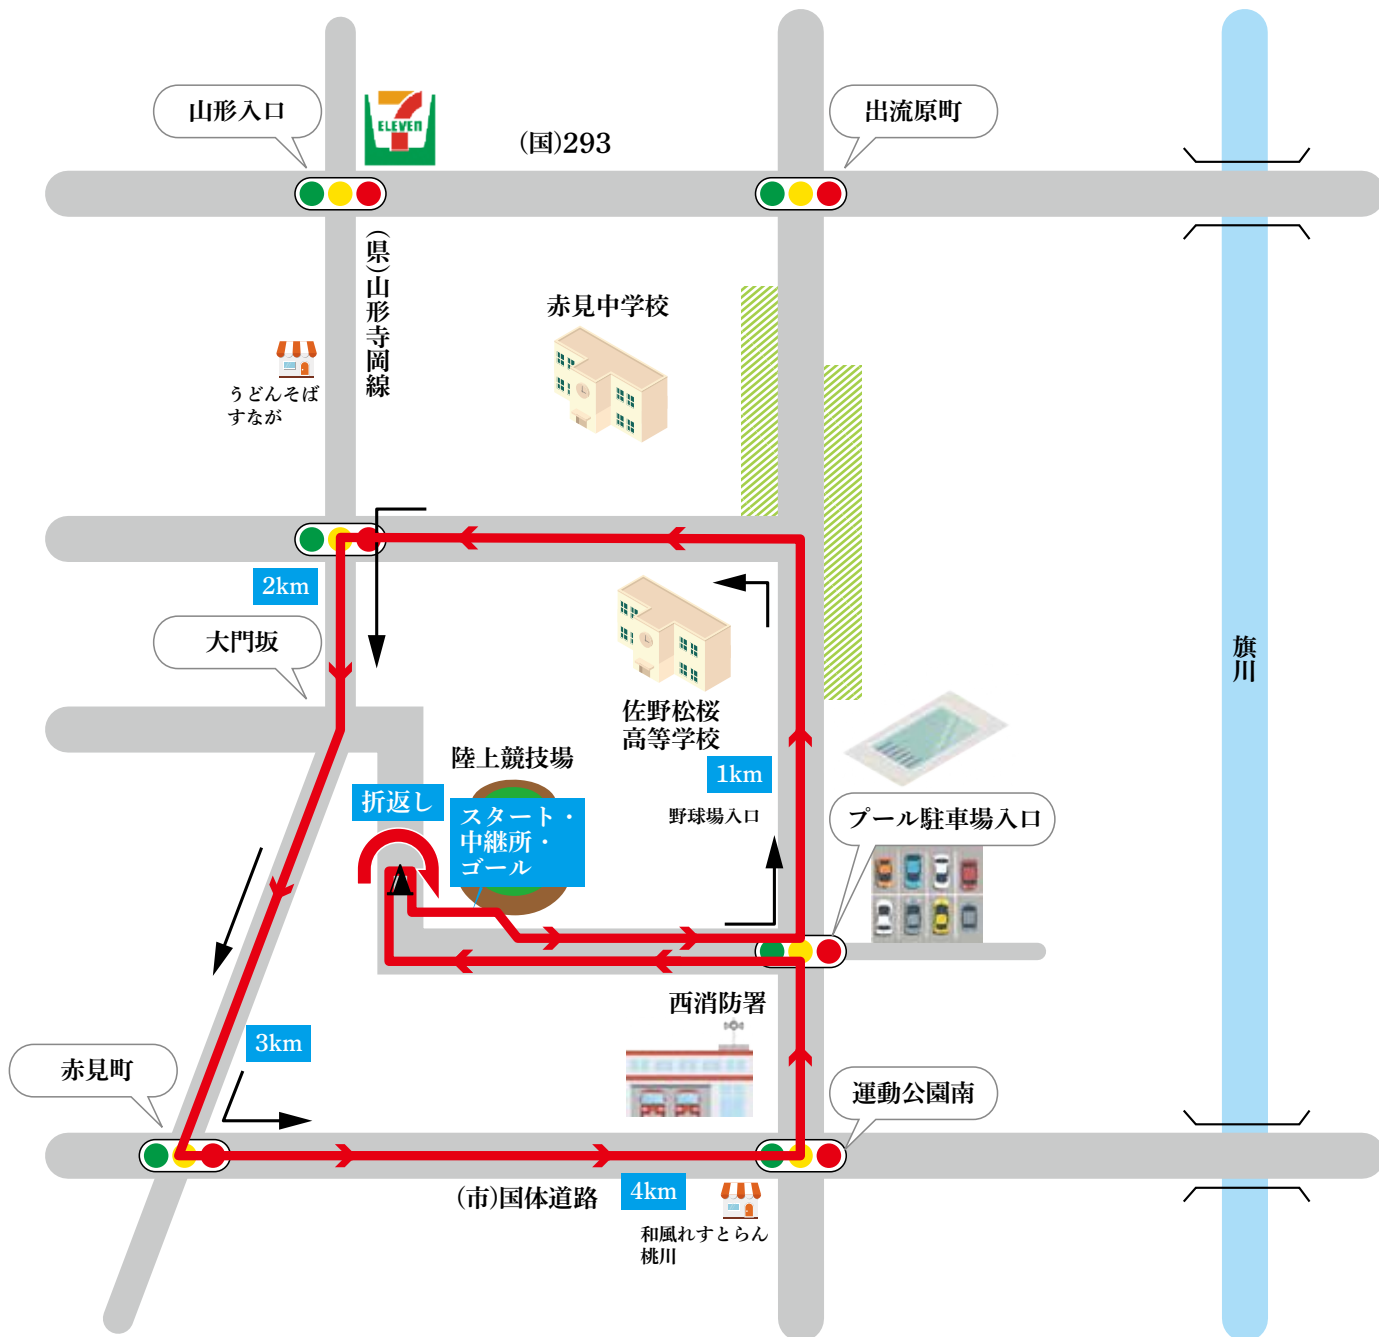 山形入口
ELEVEN
(国)293
出流原町
(県)山形寺岡線
赤見中学校
うどんそば
すなが
2km
大門坂
佐野松桜
高等学校
旗川
陸上競技場
1km
折返し
スタート・
中継所・
ゴール
野球場入口
プール駐車場入口
西消防署
3km
赤見町
運動公園南
(市)国体道路
4km
和風れすとらん
桃川